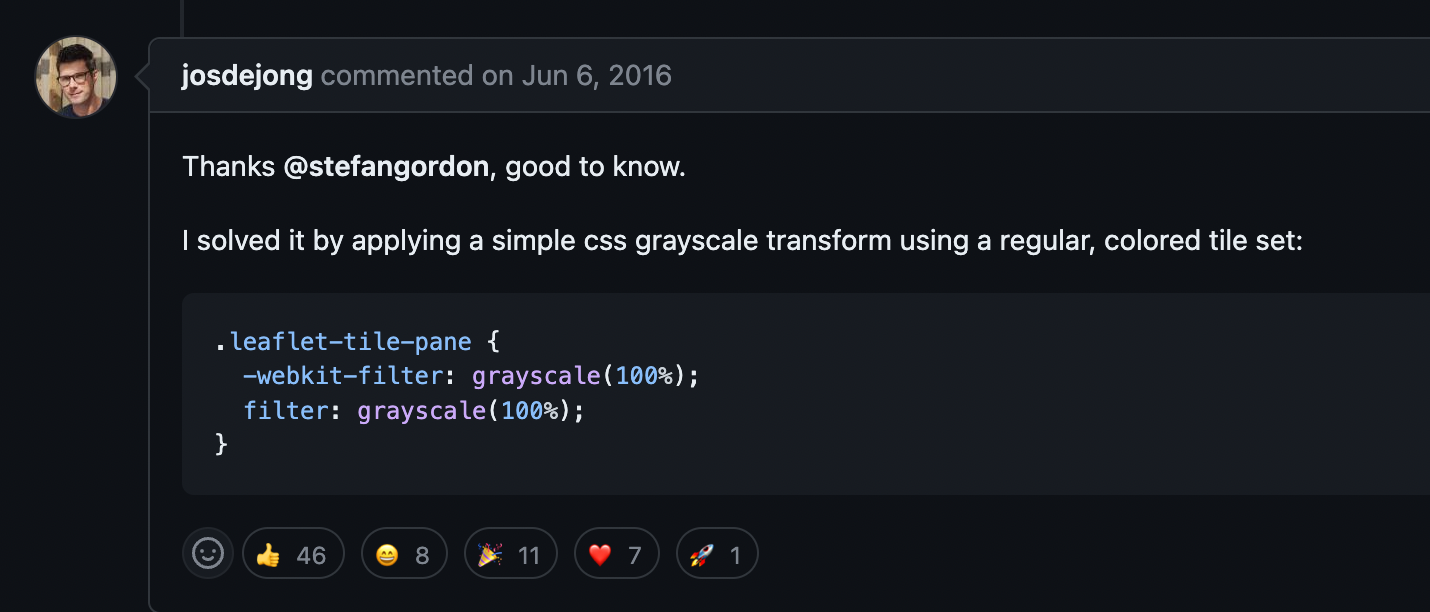 josdejong commented on Jun 6, 2016
Thanks @stefangordon, good to know.
I solved it by applying a simple css grayscale transform using a regular, colored tile set:
.leaflet-tile-pane {
  -webkit-filter: grayscale(100%);
  filter: grayscale(100%);
}
👍 46 😄 8 🎉 11 ❤️ 7 🚀 1